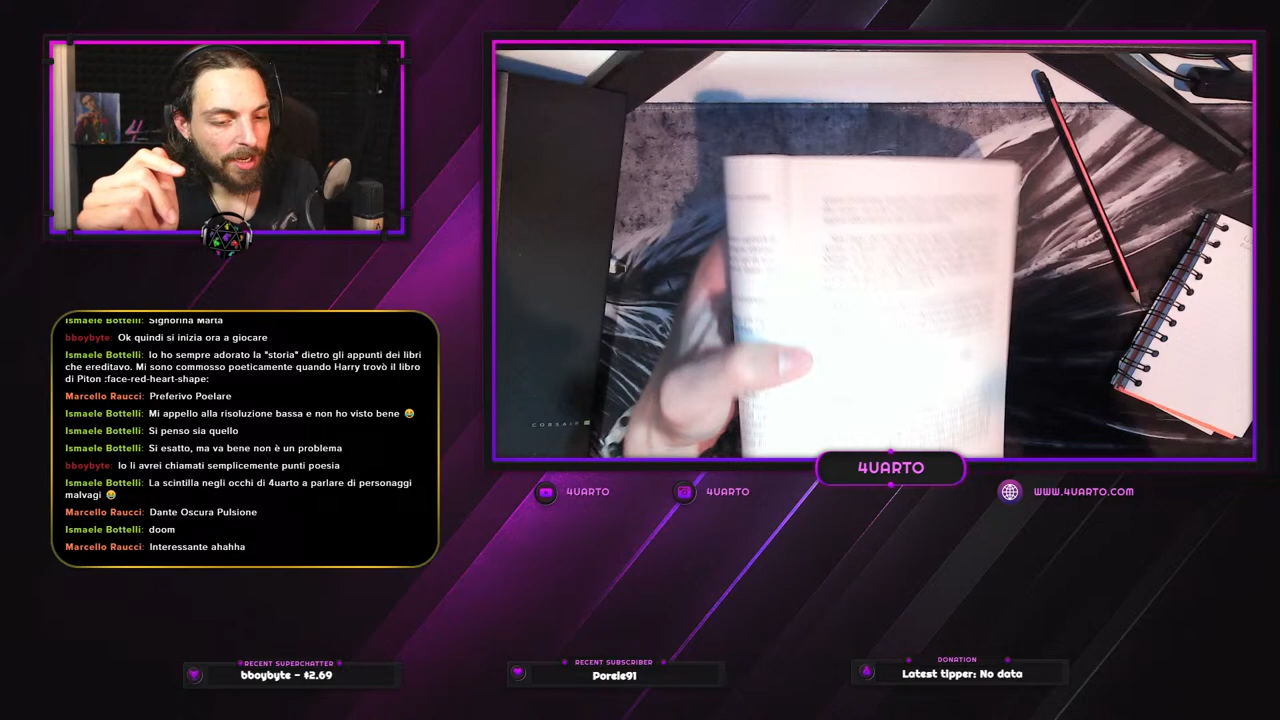 Ismaele Bottelli: Signorina Marta
bboybyte: Ok quindi si inizia ora a giocare
Ismaele Bottelli: Io ho sempre adorato la "storia" dietro gli appunti dei libri
che ereditavo. Mi sono commosso poeticamente quando Harry trovò il libro
di Piton :face-red-heart-shape:
Marcello Raucci: Preferivo Poelare
Ismaele Bottelli: Mi appello alla risoluzione bassa e non ho visto bene 😅
Ismaele Bottelli: Si penso sia quello
Ismaele Bottelli: Si esatto, ma va bene non è un problema
bboybyte: Io li avrei chiamati semplicemente punti poesia
Ismaele Bottelli: La scintilla negli occhi di 4uarto a parlare di personaggi
malvagi 😅
Marcello Raucci: Dante Oscura Pulsione
Ismaele Bottelli: doom
Marcello Raucci: Interessante ahahha
4
CORSAIR
4UARTO
4UARTO
4UARTO
WWW.4UARTO.COM
RECENT SUPERCHATTER
bboybyte - $2.69
RECENT SUBSCRIBER
Porele91
DONATION
Latest tipper: No data